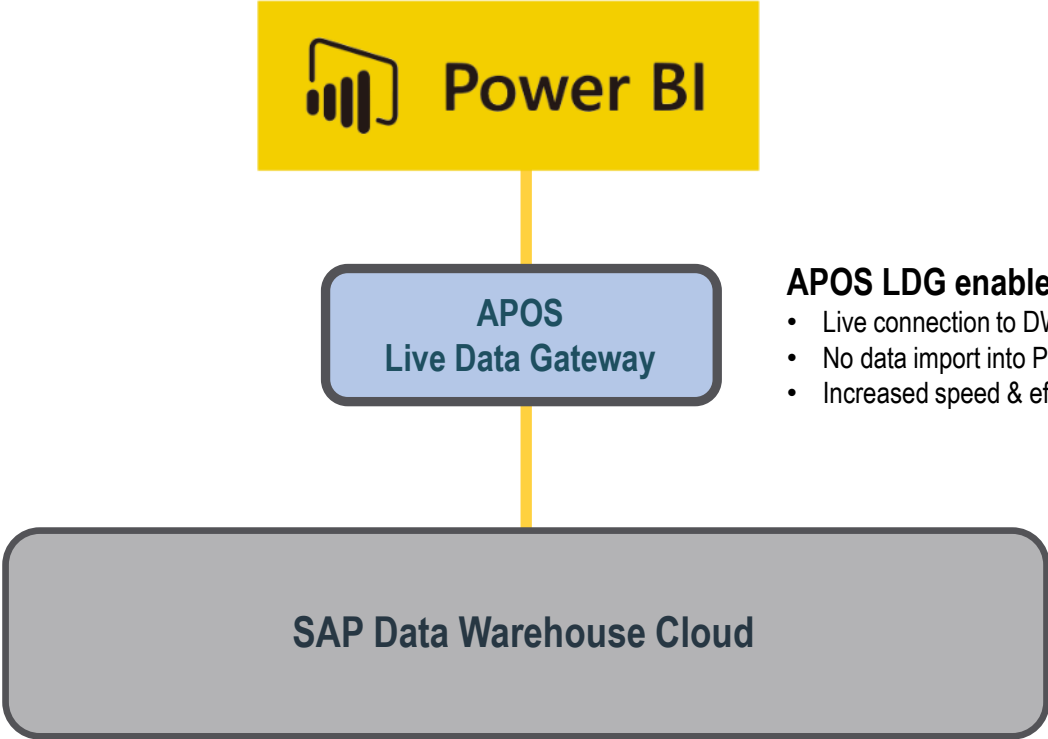 Power BI
APOS
Live Data Gateway
APOS LDG enable
• Live connection to DW
• No data import into P
• Increased speed & ef
SAP Data Warehouse Cloud